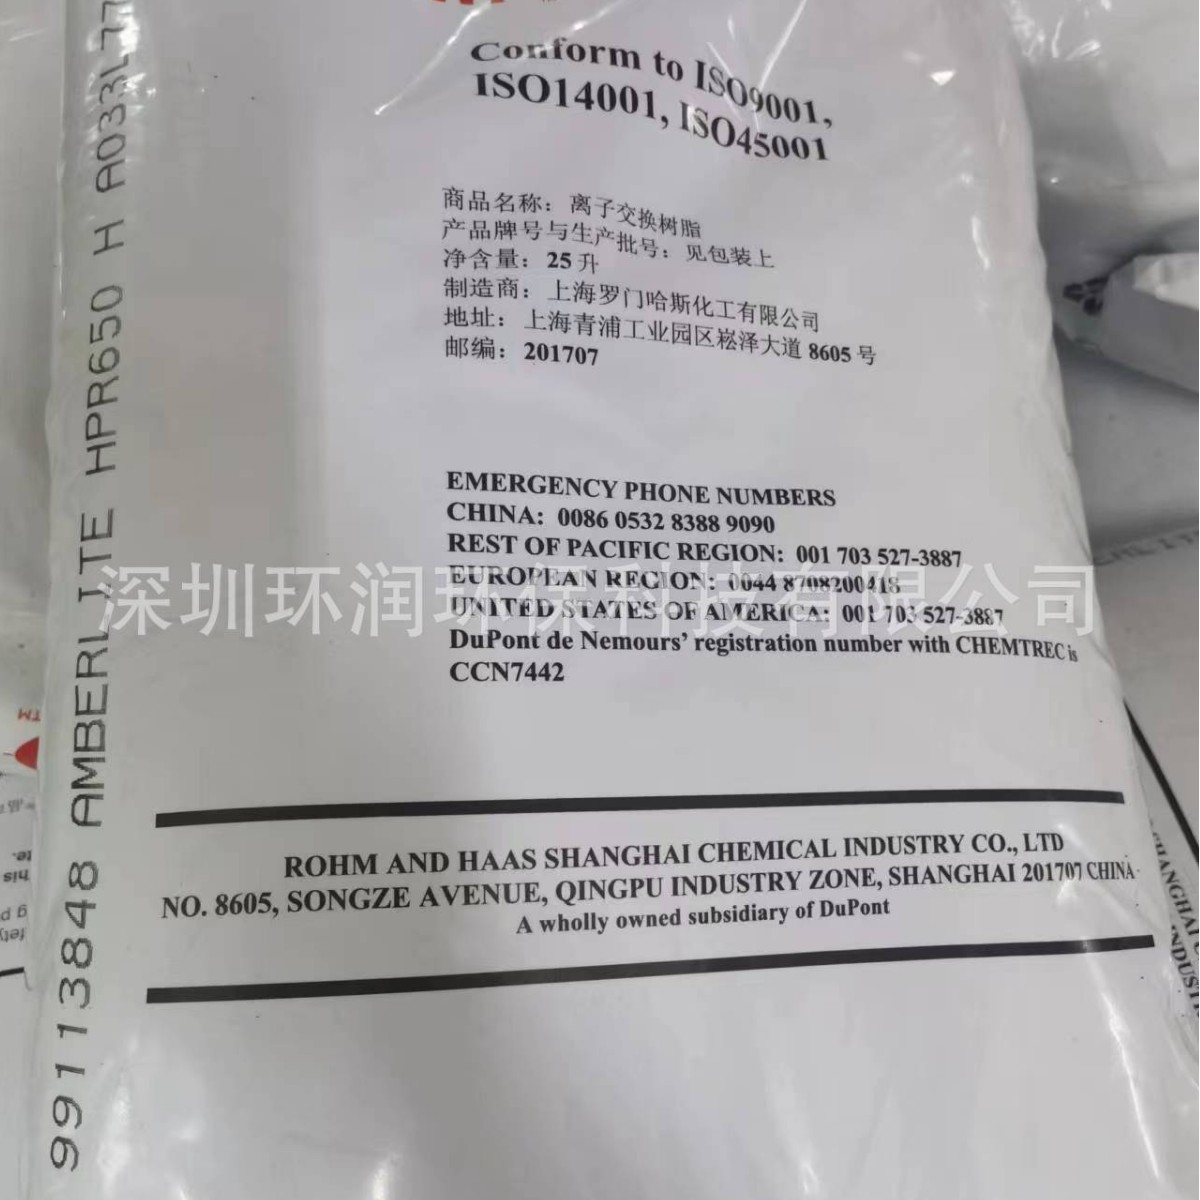 Conform to ISO9001,
ISO14001, ISO45001
商品名称：离子交换树脂
产品牌号与生产批号：见包装上
净含量：25升
制造商：上海罗门哈斯化工有限公司
地址：上海青浦工业园区崧泽大道 8605 号
邮编：201707
EMERGENCY PHONE NUMBERS
CHINA: 0086 0532 8388 9090
REST OF PACIFIC REGION: 001 703 527-3887
EUROPEAN REGION: 0044 8708200418
UNITED STATES OF AMERICA: 001 703-527-3887
DuPont de Nemours' registration number with CHEMTREC is
CCN7442
深圳环润环保科技有限公司
ROHM AND HAAS SHANGHAI CHEMICAL INDUSTRY CO., LTD
NO. 8605, SONGZE AVENUE, QINGPU INDUSTRY ZONE, SHANGHAI 201707 CHINA
A wholly owned subsidiary of DuPont
99113848 AMBERLITE HPR650 H A033L77